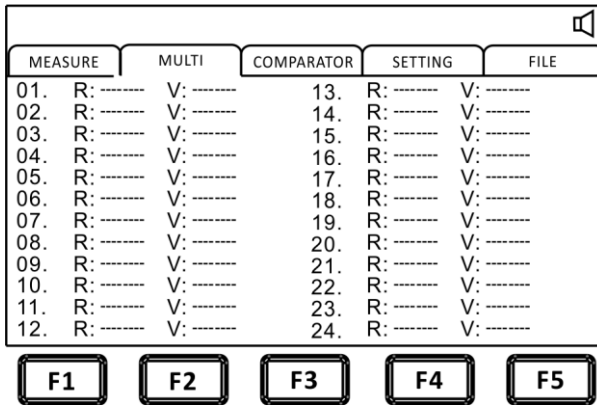 MEASURE MULTI COMPARATOR SETTING FILE
01. R: -------- V: -------- 13. R: -------- V: --------
02. R: -------- V: -------- 14. R: -------- V: --------
03. R: -------- V: -------- 15. R: -------- V: --------
04. R: -------- V: -------- 16. R: -------- V: --------
05. R: -------- V: -------- 17. R: -------- V: --------
06. R: -------- V: -------- 18. R: -------- V: --------
07. R: -------- V: -------- 19. R: -------- V: --------
08. R: -------- V: -------- 20. R: -------- V: --------
09. R: -------- V: -------- 21. R: -------- V: --------
10. R: -------- V: -------- 22. R: -------- V: --------
11. R: -------- V: -------- 23. R: -------- V: --------
12. R: -------- V: -------- 24. R: -------- V: --------
F1 F2 F3 F4 F5